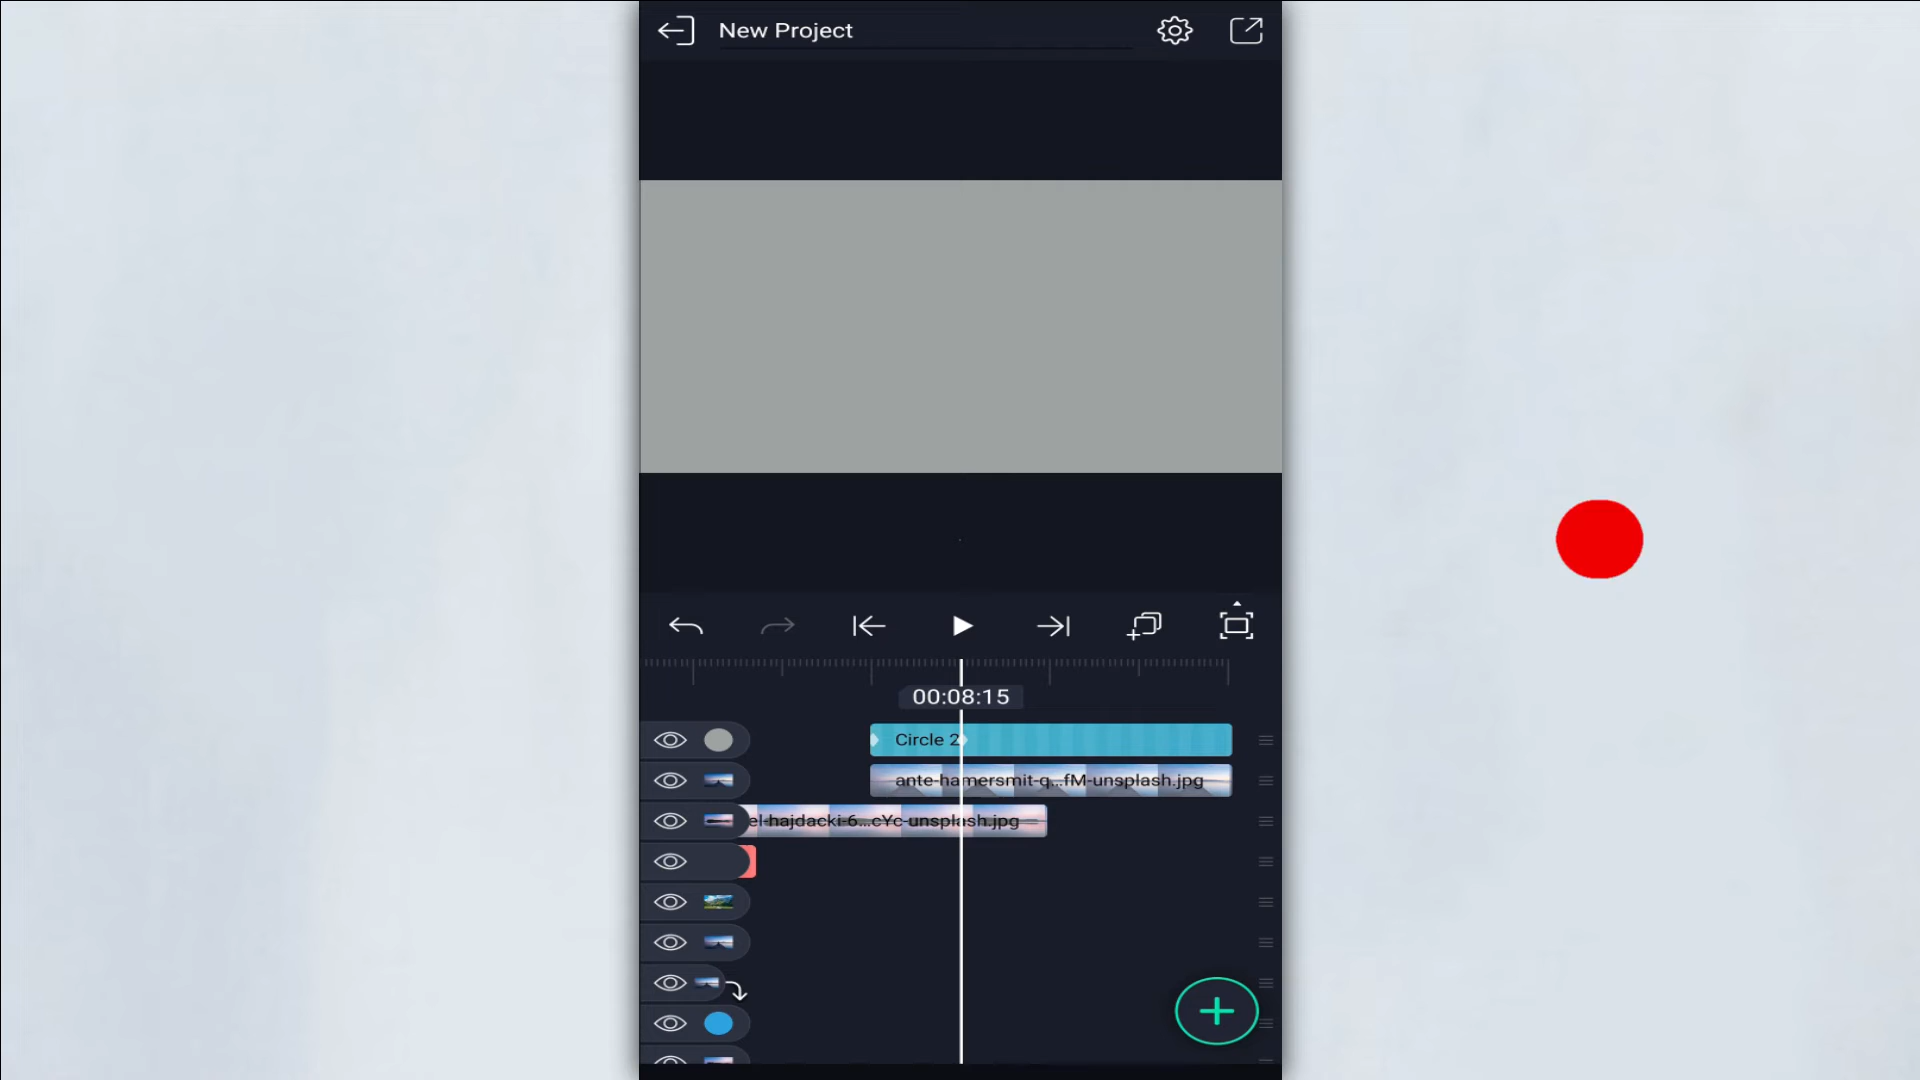 New Project
00:08:15
Circle 2
ante-hamersmit-q...fM-unsplash.jpg
el-hajdacki-6...cYc-unsplash.jpg